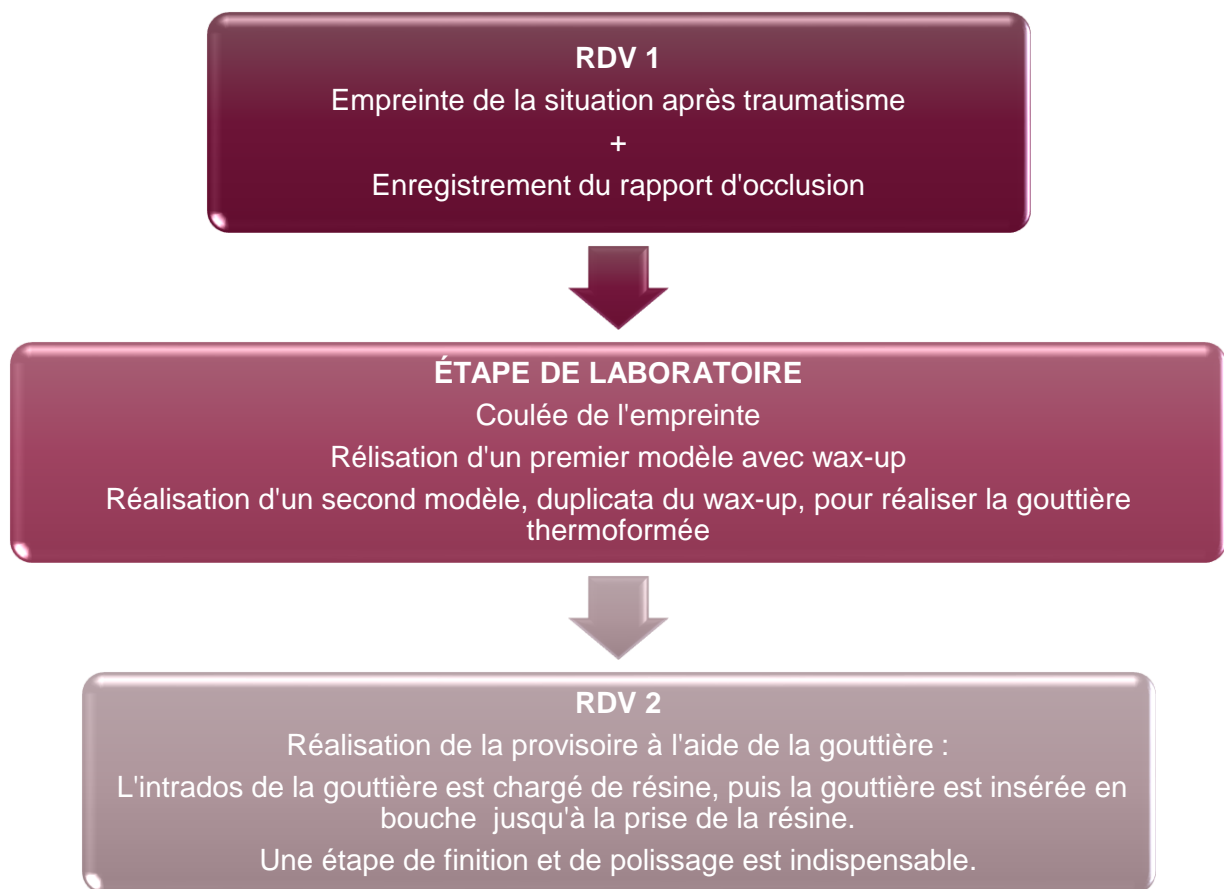 RDV 1
Empreinte de la situation après traumatisme
+
Enregistrement du rapport d'occlusion
ÉTAPE DE LABORATOIRE
Coulée de l'empreinte
Rélisation d'un premier modèle avec wax-up
Réalisation d'un second modèle, duplicata du wax-up, pour réaliser la gouttière
thermoformée
RDV 2
Réalisation de la provisoire à l'aide de la gouttière :
L'intrados de la gouttière est chargé de résine, puis la gouttière est insérée en
bouche jusqu'à la prise de la résine.
Une étape de finition et de polissage est indispensable.